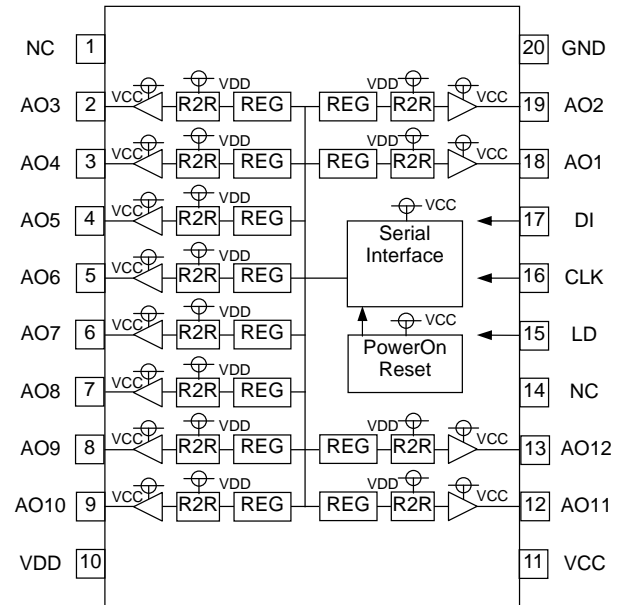 NC 1 20 GND
VDD VDD
AO3 2 VCC R2R REG REG R2R VCC 19 AO2
VDD VDD
AO4 3 VCC R2R REG REG R2R VCC 18 AO1
VDD
AO5 4 VCC R2R REG VCC 17 DI
Serial
Interface
VDD
AO6 5 VCC R2R REG 16 CLK
VDD
AO7 6 VCC R2R REG VCC 15 LD
PowerOn
Reset
VDD
AO8 7 VCC R2R REG 14 NC
VDD VDD
AO9 8 VCC R2R REG REG R2R VCC 13 AO12
VDD VDD
AO10 9 VCC R2R REG REG R2R VCC 12 AO11
VDD 10 11 VCC